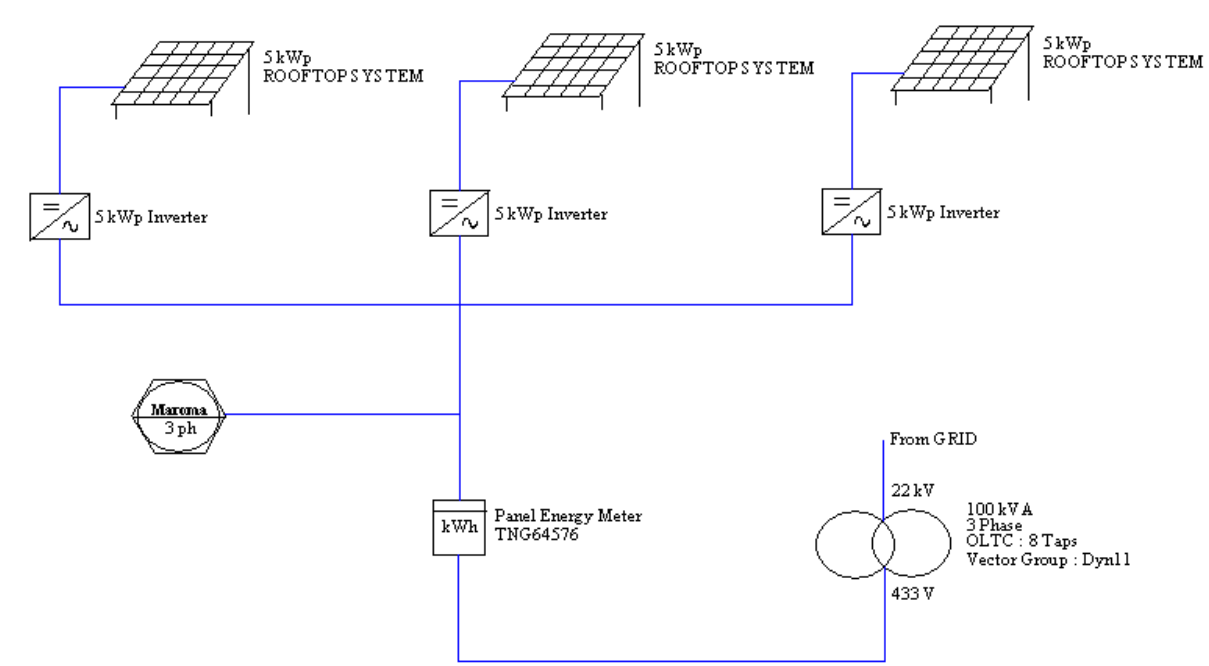 5 kWp
ROOFTOP SYSTEM
5 kWp
ROOFTOP SYSTEM
5 kWp
ROOFTOP SYSTEM
5 kWp Inverter
5 kWp Inverter
5 kWp Inverter
Maroma
3 ph
From GRID
22 kV
kWh
Panel Energy Meter
TNG64576
100 kVA
3 Phase
OLTC : 8 Taps
Vector Group : Dyn11
433 V